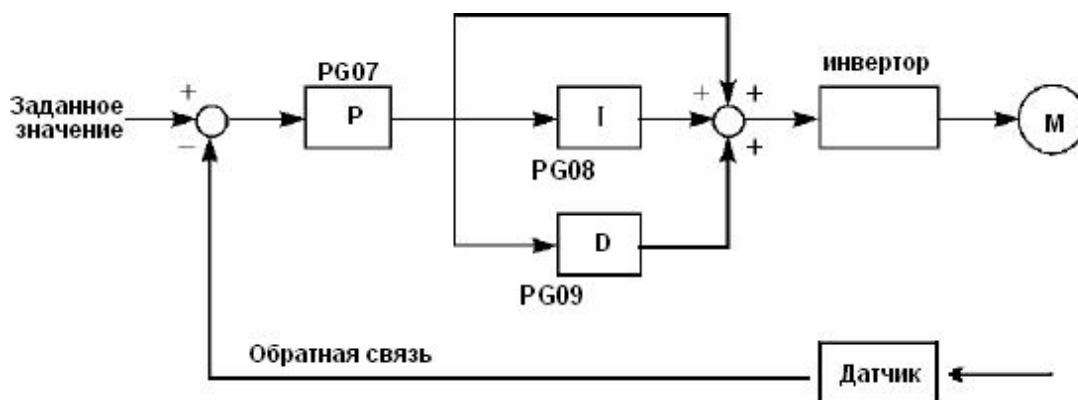 PG07
инвертор
+
+
+
Заданное
значение
P
I
M
−
+
PG08
D
PG09
Обратная связь
Датчик